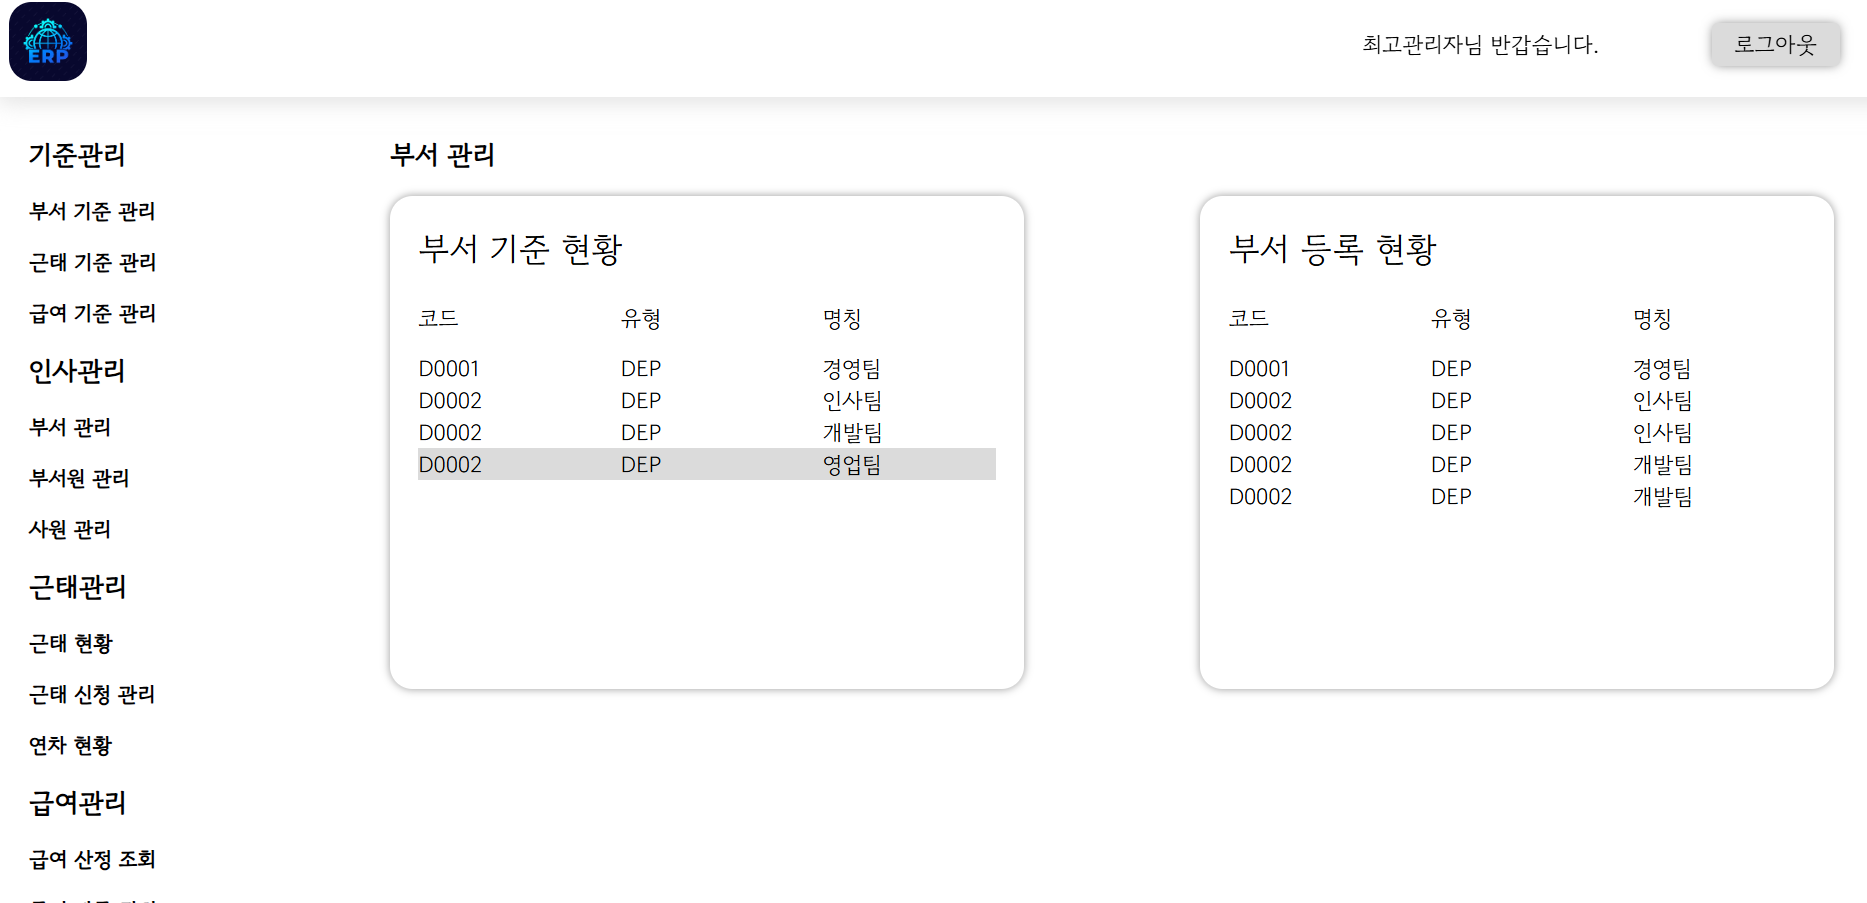 ERP
최고관리자님 반갑습니다.
로그아웃
기준관리
부서 기준 관리
근태 기준 관리
급여 기준 관리
인사관리
부서 관리
부서원 관리
사원 관리
근태관리
근태 현황
근태 신청 관리
연차 현황
급여관리
급여 산정 조회
부서 관리
부서 기준 현황
코드 유형 명칭
D0001 DEP 경영팀
D0002 DEP 인사팀
D0002 DEP 개발팀
D0002 DEP 영업팀
부서 등록 현황
코드 유형 명칭
D0001 DEP 경영팀
D0002 DEP 인사팀
D0002 DEP 인사팀
D0002 DEP 개발팀
D0002 DEP 개발팀